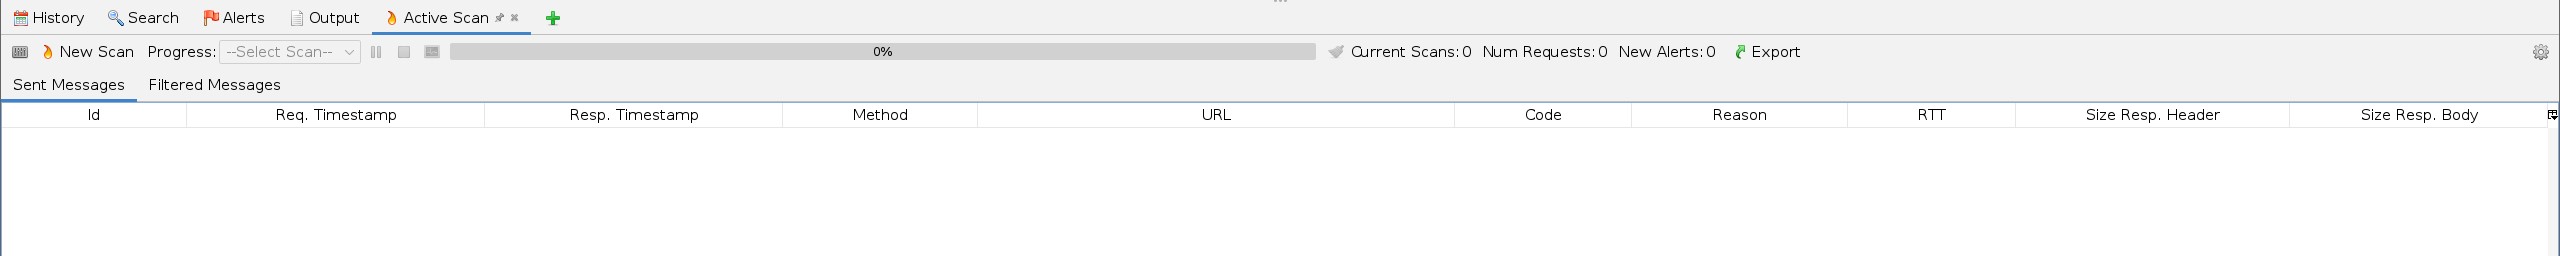 History Search Alerts Output Active Scan
New Scan Progress: --Select Scan-- 0% Current Scans: 0 Num Requests: 0 New Alerts: 0 Export
Sent Messages Filtered Messages
Id Req. Timestamp Resp. Timestamp Method URL Code Reason RTT Size Resp. Header Size Resp. Body